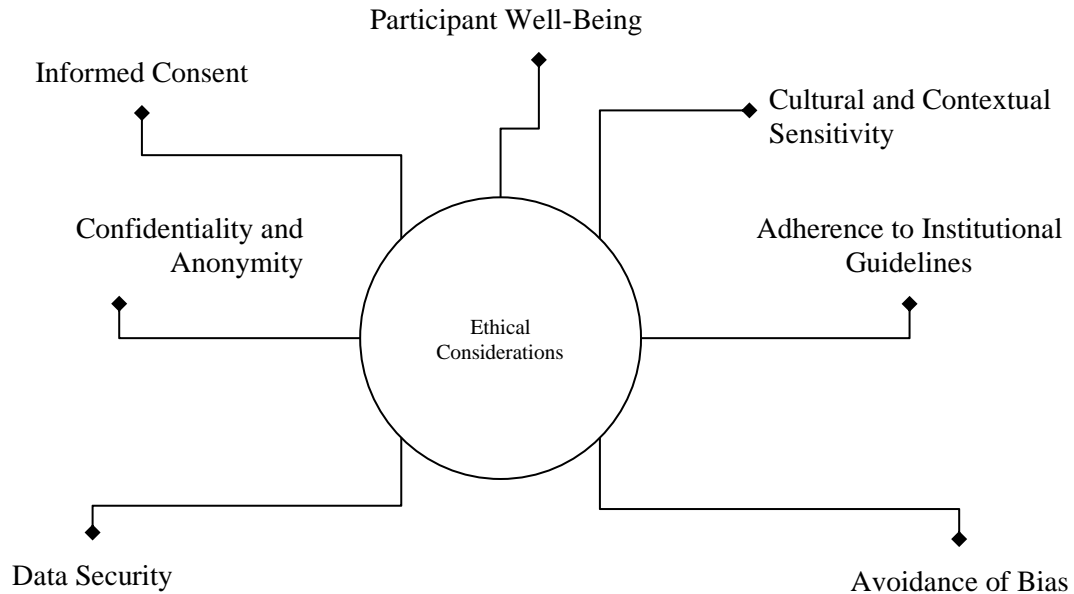 Participant Well-Being
Informed Consent
Cultural and Contextual
Sensitivity
Confidentiality and
Anonymity
Adherence to Institutional
Guidelines
Ethical
Considerations
Data Security
Avoidance of Bias